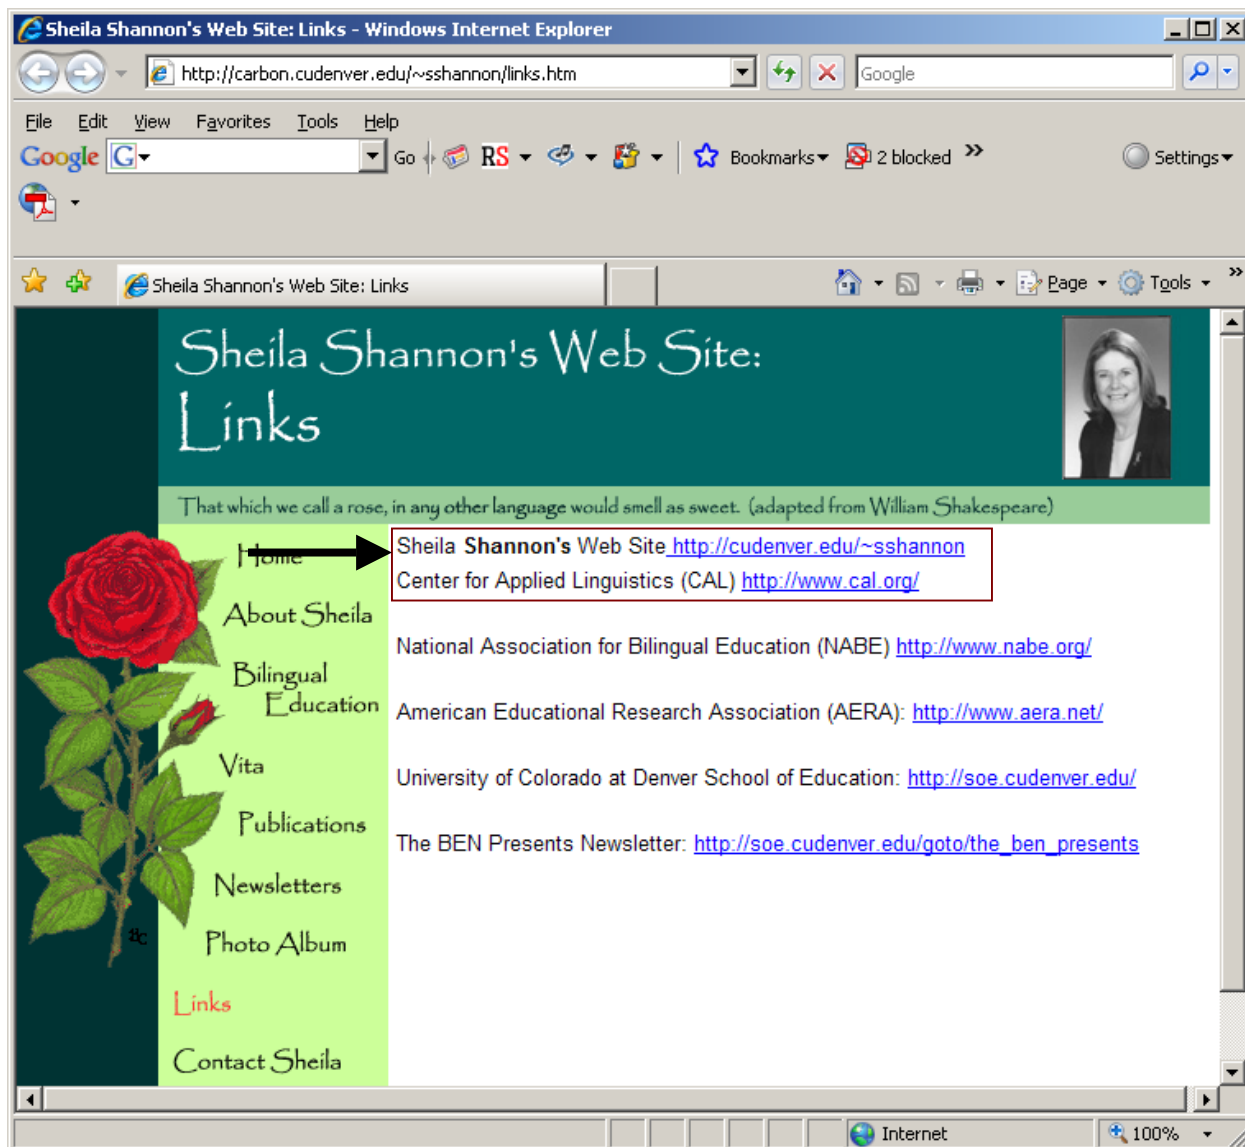 Sheila Shannon's Web Site: Links - Windows Internet Explorer
http://carbon.cudenver.edu/~sshannon/links.htm
Google
File Edit View Favorites Tools Help
Google G Go RS Bookmarks 2 blocked » Settings
Sheila Shannon's Web Site: Links
Page Tools »
Sheila Shannon's Web Site:
Links
That which we call a rose, in any other language would smell as sweet. (adapted from William Shakespeare)
Home
About Sheila
Bilingual
Education
Vita
Publications
Newsletters
Photo Album
Links
Contact Sheila
Sheila Shannon's Web Site http://cudenver.edu/~sshannon
Center for Applied Linguistics (CAL) http://www.cal.org/
National Association for Bilingual Education (NABE) http://www.nabe.org/
American Educational Research Association (AERA): http://www.aera.net/
University of Colorado at Denver School of Education: http://soe.cudenver.edu/
The BEN Presents Newsletter: http://soe.cudenver.edu/goto/the_ben_presents
Internet
100%